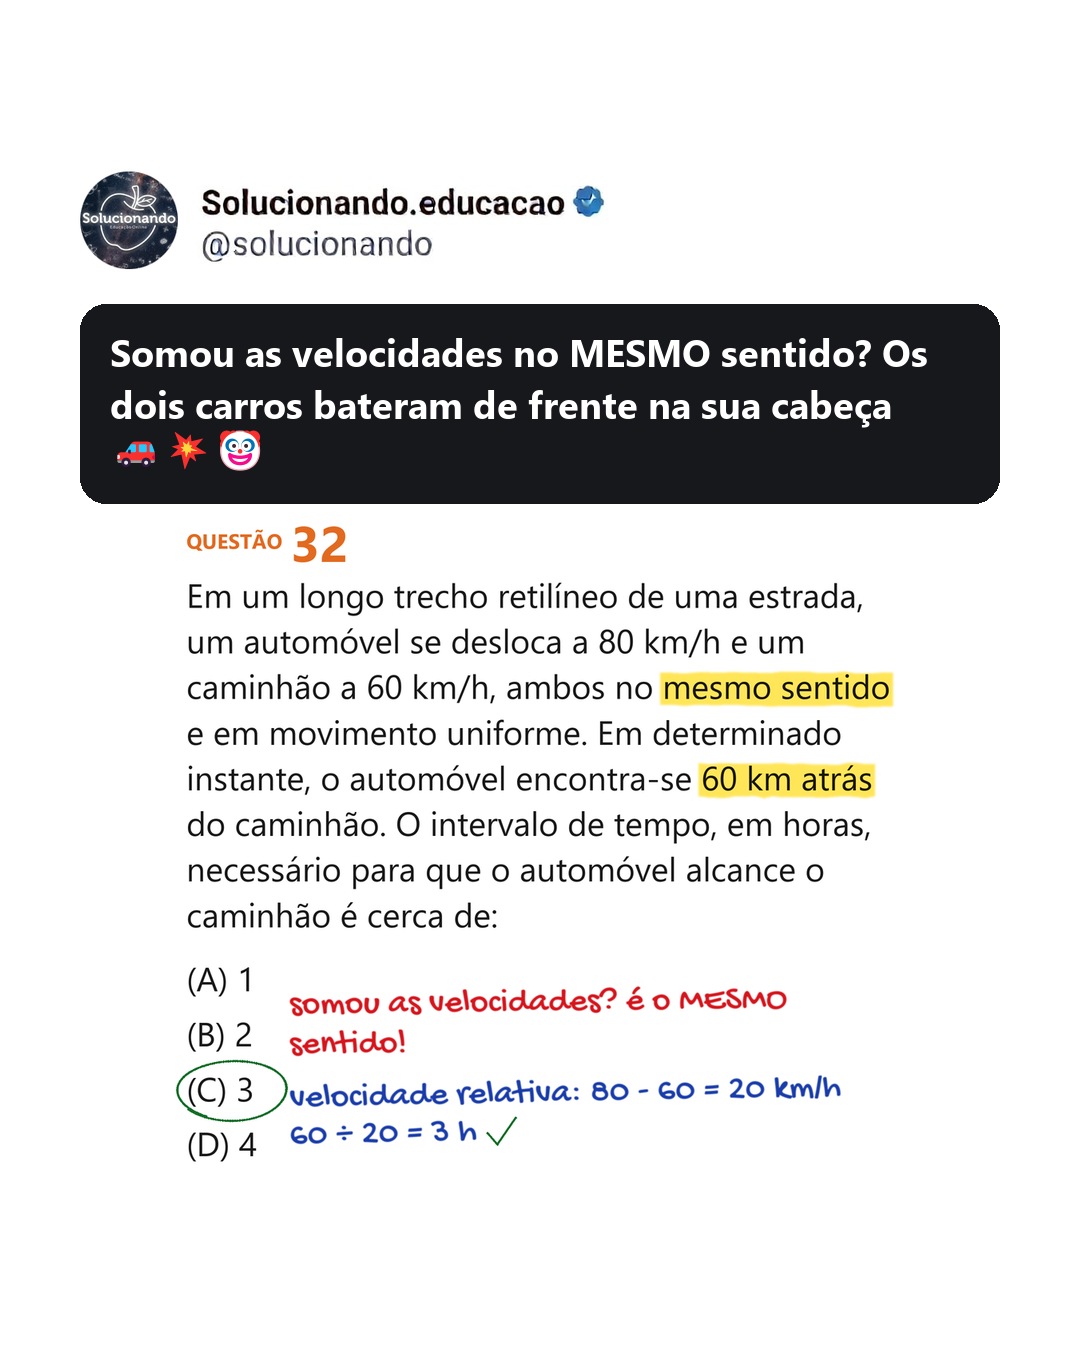 Solucionando
Educação Online
Solucionando.educacao
@solucionando
Somou as velocidades no MESMO sentido? Os
dois carros bateram de frente na sua cabeça
🚗 💥 🤡
QUESTÃO 32
Em um longo trecho retilíneo de uma estrada,
um automóvel se desloca a 80 km/h e um
caminhão a 60 km/h, ambos no mesmo sentido
e em movimento uniforme. Em determinado
instante, o automóvel encontra-se 60 km atrás
do caminhão. O intervalo de tempo, em horas,
necessário para que o automóvel alcance o
caminhão é cerca de:
(A) 1
somou as velocidades? é o MESMO
(B) 2
sentido!
(C) 3
velocidade relativa: 80 - 60 = 20 km/h
60 ÷ 20 = 3 h ✓
(D) 4